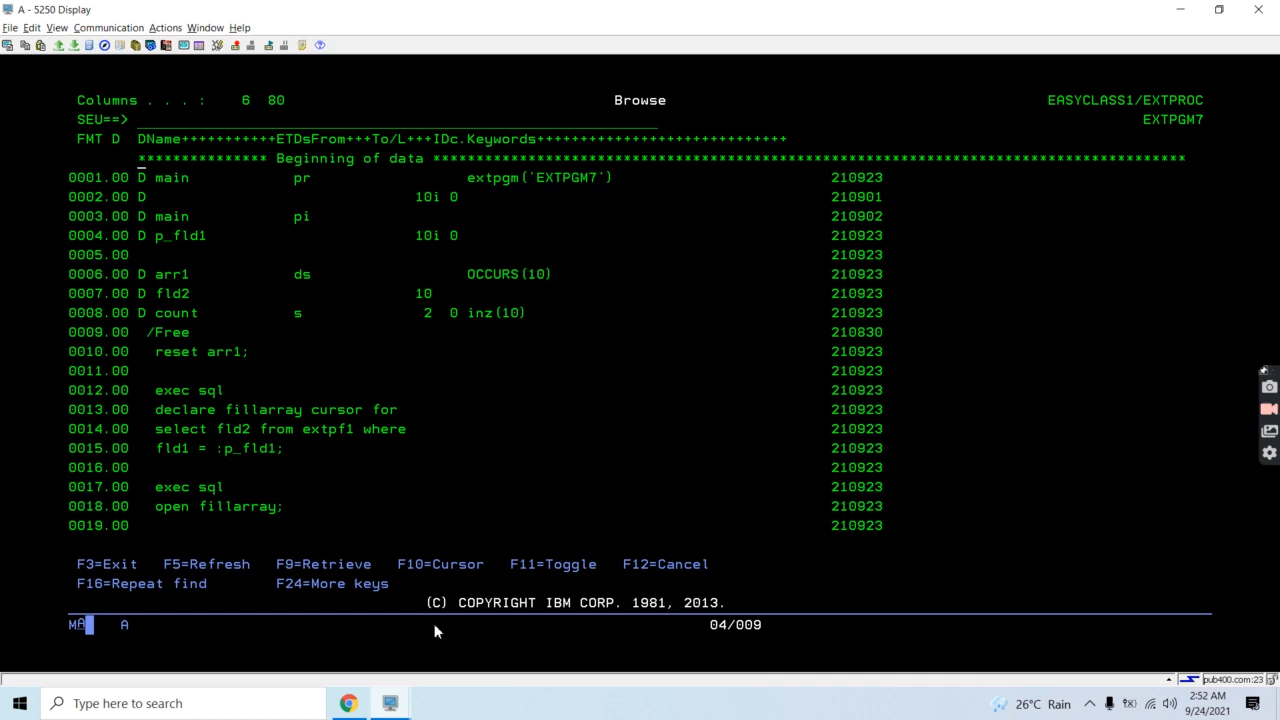 A - 5250 Display
File Edit View Communication Actions Window Help
Columns . . . :    6  80                                      Browse                                            EASYCLASS1/EXTPROC
SEU==>                                                                                                                     EXTPGM7
FMT D  DName+++++++++++ETDsFrom+++To/L+++IDc.Keywords+++++++++++++++++++++++++++++
*************** Beginning of data ***************************************************************************************
0001.00 D main            pr                  extpgm('EXTPGM7')                         210923
0002.00 D                               10i 0                                           210901
0003.00 D main            pi                                                            210902
0004.00 D p_fld1                        10i 0                                           210923
0005.00                                                                                 210923
0006.00 D arr1            ds                  OCCURS(10)                                210923
0007.00 D fld2                          10                                              210923
0008.00 D count           s              2  0 inz(10)                                   210923
0009.00  /Free                                                                          210830
0010.00   reset arr1;                                                                   210923
0011.00                                                                                 210923
0012.00   exec sql                                                                      210923
0013.00   declare fillarray cursor for                                                  210923
0014.00   select fld2 from extpf1 where                                                 210923
0015.00   fld1 = :p_fld1;                                                               210923
0016.00                                                                                 210923
0017.00   exec sql                                                                      210923
0018.00   open fillarray;                                                               210923
0019.00                                                                                 210923
F3=Exit   F5=Refresh   F9=Retrieve   F10=Cursor   F11=Toggle   F12=Cancel
F16=Repeat find        F24=More keys
(C) COPYRIGHT IBM CORP. 1981, 2013.
MA    A    04/009
pub400.com:23
Type here to search
26°C Rain
2:52 AM
9/24/2021